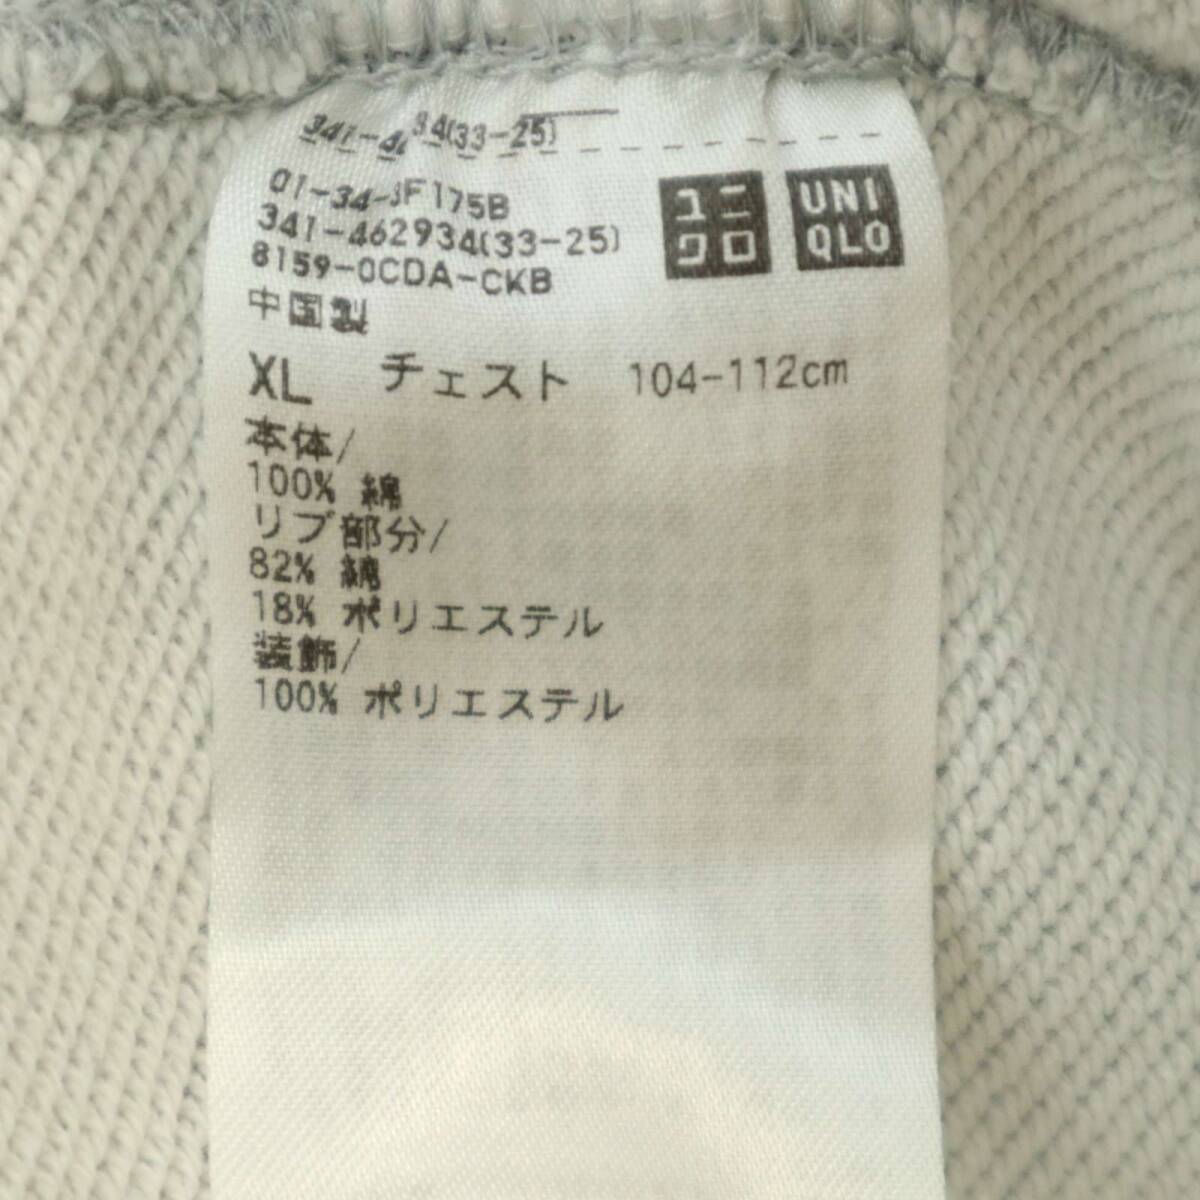 34(33-25)
01-34-3F175B
341-462934(33-25)
8159-0CDA-CKB
中国製
ユニ
クロ
UNI
QLO
XL チェスト 104-112cm
本体/
100% 綿
リブ部分/
82% 綿
18% ポリエステル
装飾/
100% ポリエステル